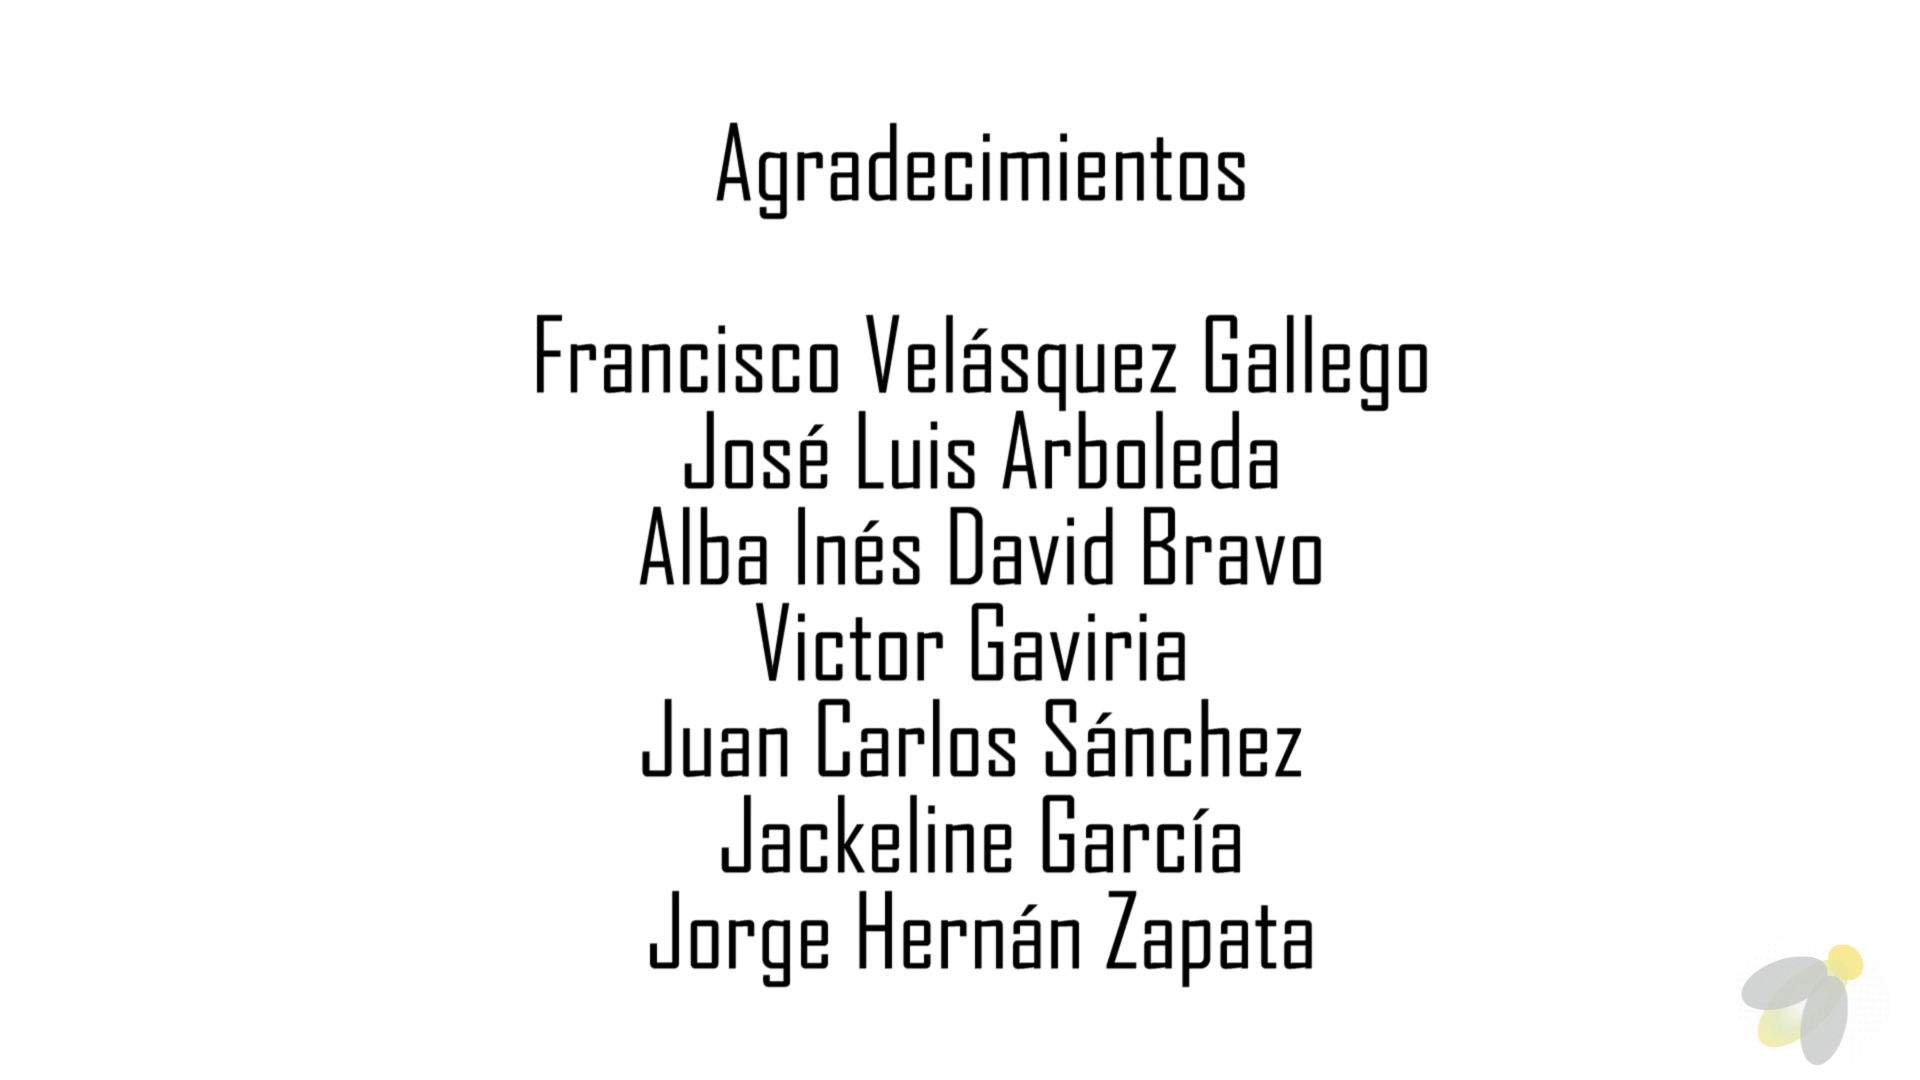 Agradecimientos
Francisco Velásquez Gallego
José Luis Arboleda
Alba Inés David Bravo
Victor Gaviria
Juan Carlos Sánchez
Jackeline García
Jorge Hernán Zapata